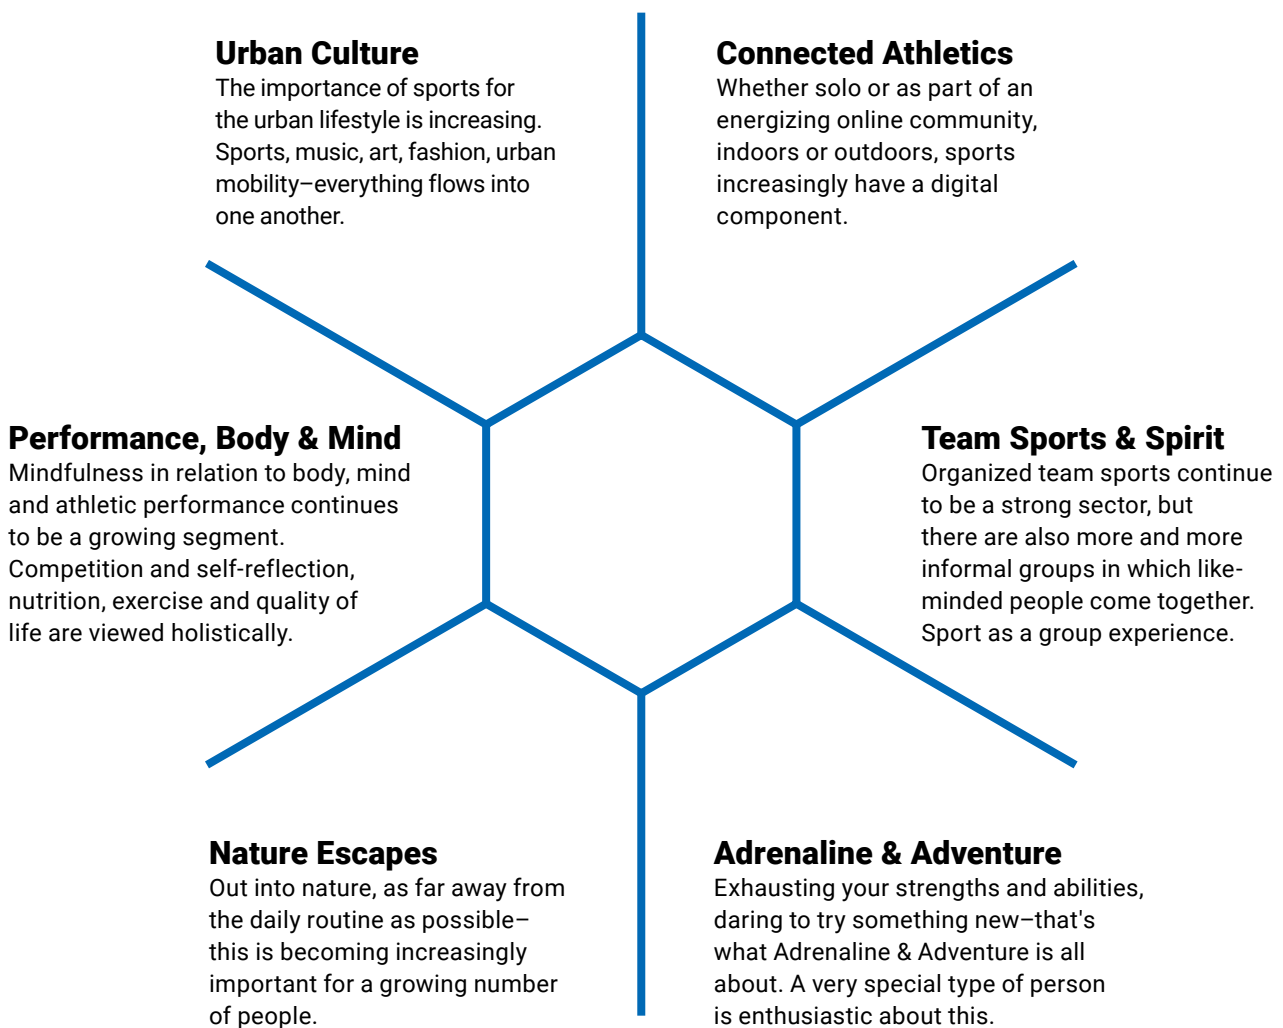 Urban Culture
The importance of sports for
the urban lifestyle is increasing.
Sports, music, art, fashion, urban
mobility–everything flows into
one another.
Connected Athletics
Whether solo or as part of an
energizing online community,
indoors or outdoors, sports
increasingly have a digital
component.
Performance, Body & Mind
Mindfulness in relation to body, mind
and athletic performance continues
to be a growing segment.
Competition and self-reflection,
nutrition, exercise and quality of
life are viewed holistically.
Team Sports & Spirit
Organized team sports continue
to be a strong sector, but
there are also more and more
informal groups in which like-
minded people come together.
Sport as a group experience.
Nature Escapes
Out into nature, as far away from
the daily routine as possible–
this is becoming increasingly
important for a growing number
of people.
Adrenaline & Adventure
Exhausting your strengths and abilities,
daring to try something new–that's
what Adrenaline & Adventure is all
about. A very special type of person
is enthusiastic about this.